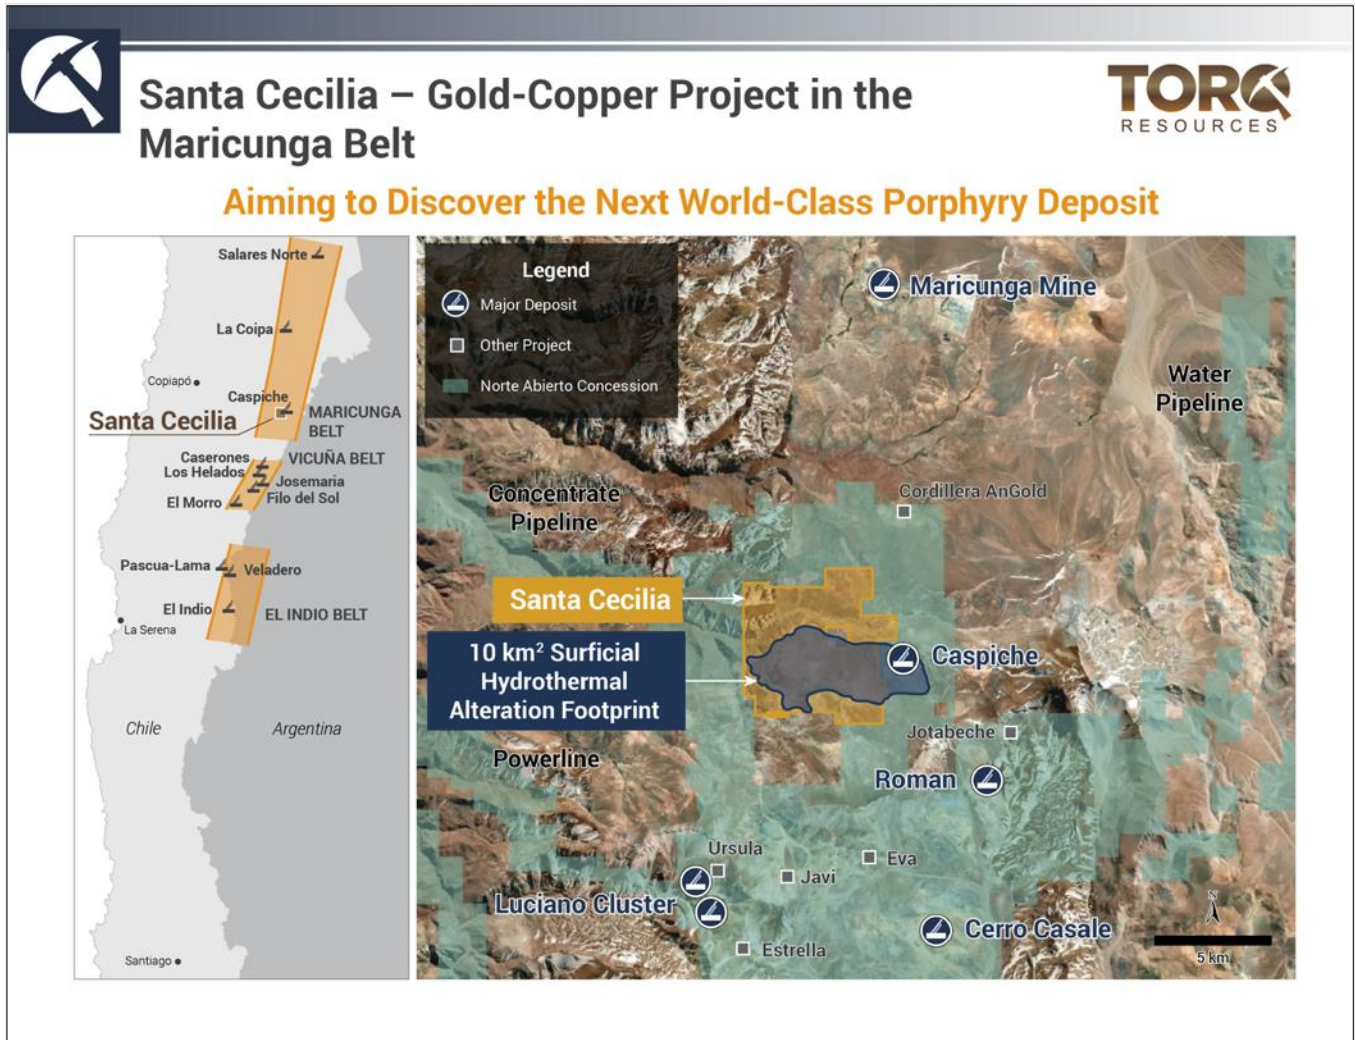 Santa Cecilia – Gold-Copper Project in the
Maricunga Belt
TORQ
RESOURCES
Aiming to Discover the Next World-Class Porphyry Deposit
Salares Norte
La Coipa
Copiapó
Caspiche
Santa Cecilia
MARICUNGA
BELT
Caserones
VICUÑA BELT
Los Helados
Josemaria
Filo del Sol
El Morro
Pascua-Lama
Veladero
El Indio
EL INDIO BELT
La Serena
Chile
Argentina
Santiago
Legend
Major Deposit
Other Project
Norte Abierto Concession
Maricunga Mine
Water
Pipeline
Concentrate
Pipeline
Cordillera AnGold
Santa Cecilia
10 km² Surficial
Hydrothermal
Alteration Footprint
Caspiche
Jotabeche
Powerline
Roman
Ursula
Eva
Javi
Luciano Cluster
Cerro Casale
Estrella
N
5 km